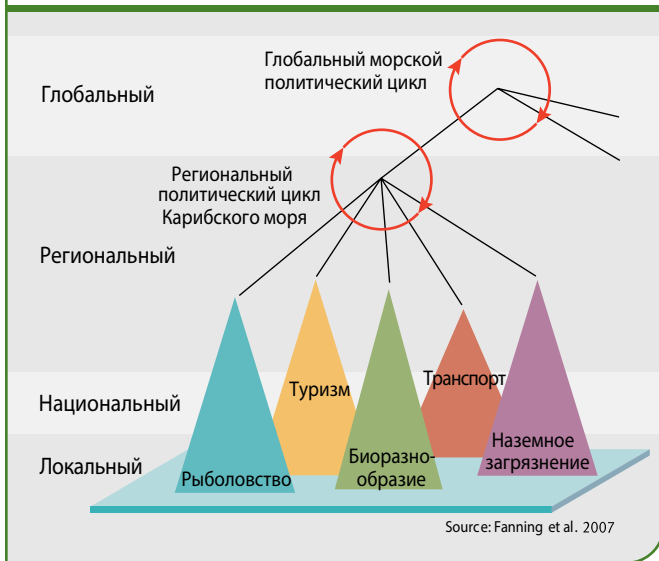 Глобальный морской
политический цикл
Глобальный
Региональный
политический цикл
Карибского моря
Региональный
Туризм
Транспорт
Национальный
Локальный
Рыболовство
Биоразно-
образие
Наземное
загрязнение
Source: Fanning et al. 2007